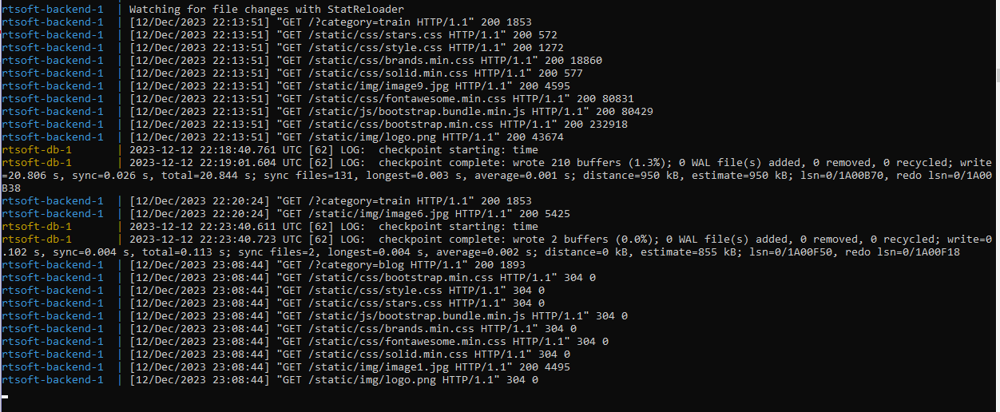 rtsoft-backend-1  | Watching for file changes with StatReloader
rtsoft-backend-1  | [12/Dec/2023 22:13:51] "GET /?category=train HTTP/1.1" 200 1853
rtsoft-backend-1  | [12/Dec/2023 22:13:51] "GET /static/css/stars.css HTTP/1.1" 200 572
rtsoft-backend-1  | [12/Dec/2023 22:13:51] "GET /static/css/style.css HTTP/1.1" 200 1272
rtsoft-backend-1  | [12/Dec/2023 22:13:51] "GET /static/css/brands.min.css HTTP/1.1" 200 18860
rtsoft-backend-1  | [12/Dec/2023 22:13:51] "GET /static/css/solid.min.css HTTP/1.1" 200 577
rtsoft-backend-1  | [12/Dec/2023 22:13:51] "GET /static/img/image9.jpg HTTP/1.1" 200 4595
rtsoft-backend-1  | [12/Dec/2023 22:13:51] "GET /static/css/fontawesome.min.css HTTP/1.1" 200 80831
rtsoft-backend-1  | [12/Dec/2023 22:13:51] "GET /static/js/bootstrap.bundle.min.js HTTP/1.1" 200 80429
rtsoft-backend-1  | [12/Dec/2023 22:13:51] "GET /static/css/bootstrap.min.css HTTP/1.1" 200 232918
rtsoft-backend-1  | [12/Dec/2023 22:13:51] "GET /static/img/logo.png HTTP/1.1" 200 43674
rtsoft-db-1       | 2023-12-12 22:18:40.761 UTC [62] LOG:  checkpoint starting: time
rtsoft-db-1       | 2023-12-12 22:19:01.604 UTC [62] LOG:  checkpoint complete: wrote 210 buffers (1.3%); 0 WAL file(s) added, 0 removed, 0 recycled; write
=20.806 s, sync=0.026 s, total=20.844 s; sync files=131, longest=0.003 s, average=0.001 s; distance=950 kB, estimate=950 kB; lsn=0/1A00B70, redo lsn=0/1A00
B38
rtsoft-backend-1  | [12/Dec/2023 22:20:24] "GET /?category=train HTTP/1.1" 200 1853
rtsoft-backend-1  | [12/Dec/2023 22:20:24] "GET /static/img/image6.jpg HTTP/1.1" 200 5425
rtsoft-db-1       | 2023-12-12 22:23:40.611 UTC [62] LOG:  checkpoint starting: time
rtsoft-db-1       | 2023-12-12 22:23:40.723 UTC [62] LOG:  checkpoint complete: wrote 2 buffers (0.0%); 0 WAL file(s) added, 0 removed, 0 recycled; write=0
.102 s, sync=0.004 s, total=0.113 s; sync files=2, longest=0.004 s, average=0.002 s; distance=0 kB, estimate=855 kB; lsn=0/1A00F50, redo lsn=0/1A00F18
rtsoft-backend-1  | [12/Dec/2023 23:08:44] "GET /?category=blog HTTP/1.1" 200 1893
rtsoft-backend-1  | [12/Dec/2023 23:08:44] "GET /static/css/bootstrap.min.css HTTP/1.1" 304 0
rtsoft-backend-1  | [12/Dec/2023 23:08:44] "GET /static/css/style.css HTTP/1.1" 304 0
rtsoft-backend-1  | [12/Dec/2023 23:08:44] "GET /static/css/stars.css HTTP/1.1" 304 0
rtsoft-backend-1  | [12/Dec/2023 23:08:44] "GET /static/js/bootstrap.bundle.min.js HTTP/1.1" 304 0
rtsoft-backend-1  | [12/Dec/2023 23:08:44] "GET /static/css/brands.min.css HTTP/1.1" 304 0
rtsoft-backend-1  | [12/Dec/2023 23:08:44] "GET /static/css/fontawesome.min.css HTTP/1.1" 304 0
rtsoft-backend-1  | [12/Dec/2023 23:08:44] "GET /static/css/solid.min.css HTTP/1.1" 304 0
rtsoft-backend-1  | [12/Dec/2023 23:08:44] "GET /static/img/image1.jpg HTTP/1.1" 200 4495
rtsoft-backend-1  | [12/Dec/2023 23:08:44] "GET /static/img/logo.png HTTP/1.1" 304 0